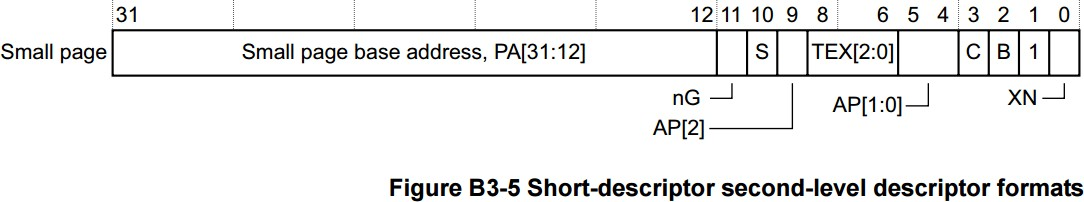 31 12 11 10 9 8 6 5 4 3 2 1 0
Small page Small page base address, PA[31:12] S TEX[2:0] C B 1
nG AP[1:0] XN
AP[2]
Figure B3-5 Short-descriptor second-level descriptor formats